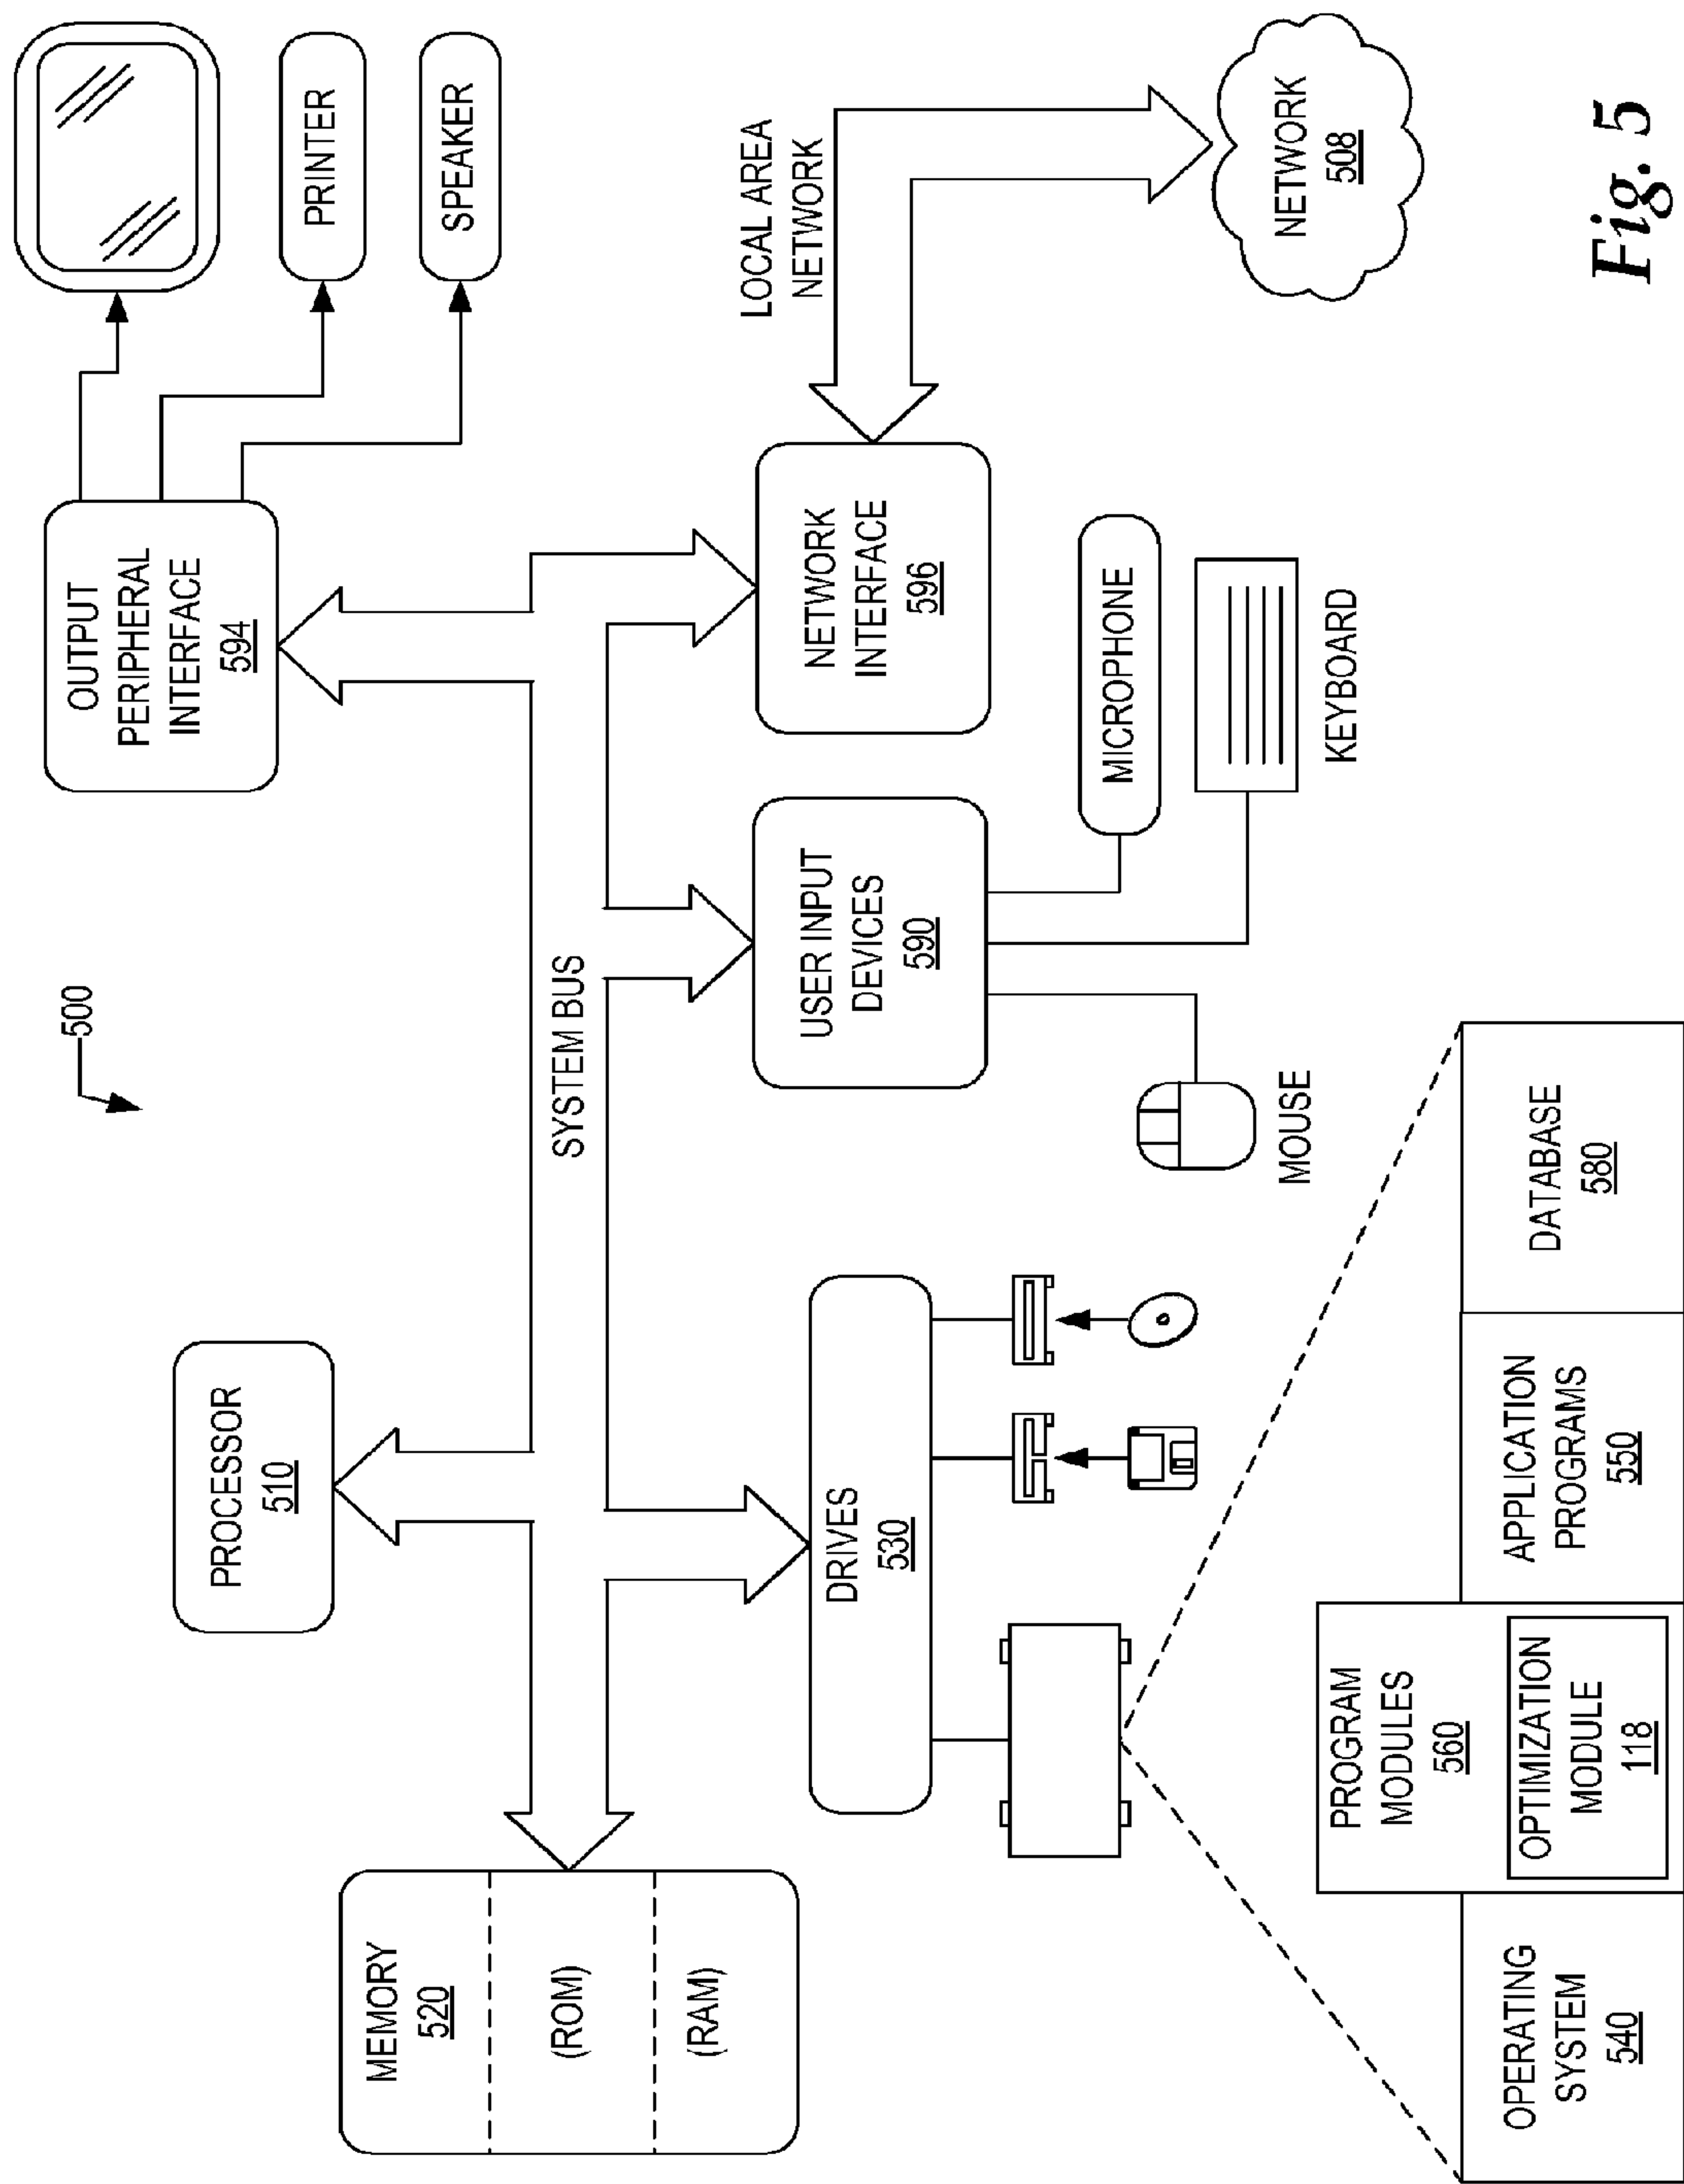 500
PROCESSOR
510
OUTPUT
PERIPHERAL
INTERFACE
594
PRINTER
SPEAKER
MEMORY
520
(ROM)
(RAM)
SYSTEM BUS
LOCAL AREA
NETWORK
DRIVES
530
USER INPUT
DEVICES
590
NETWORK
INTERFACE
596
MICROPHONE
KEYBOARD
MOUSE
NETWORK
508
OPERATING
SYSTEM
540
PROGRAM
MODULES
560
OPTIMIZATION
MODULE
118
APPLICATION
PROGRAMS
550
DATABASE
580
Fig. 5